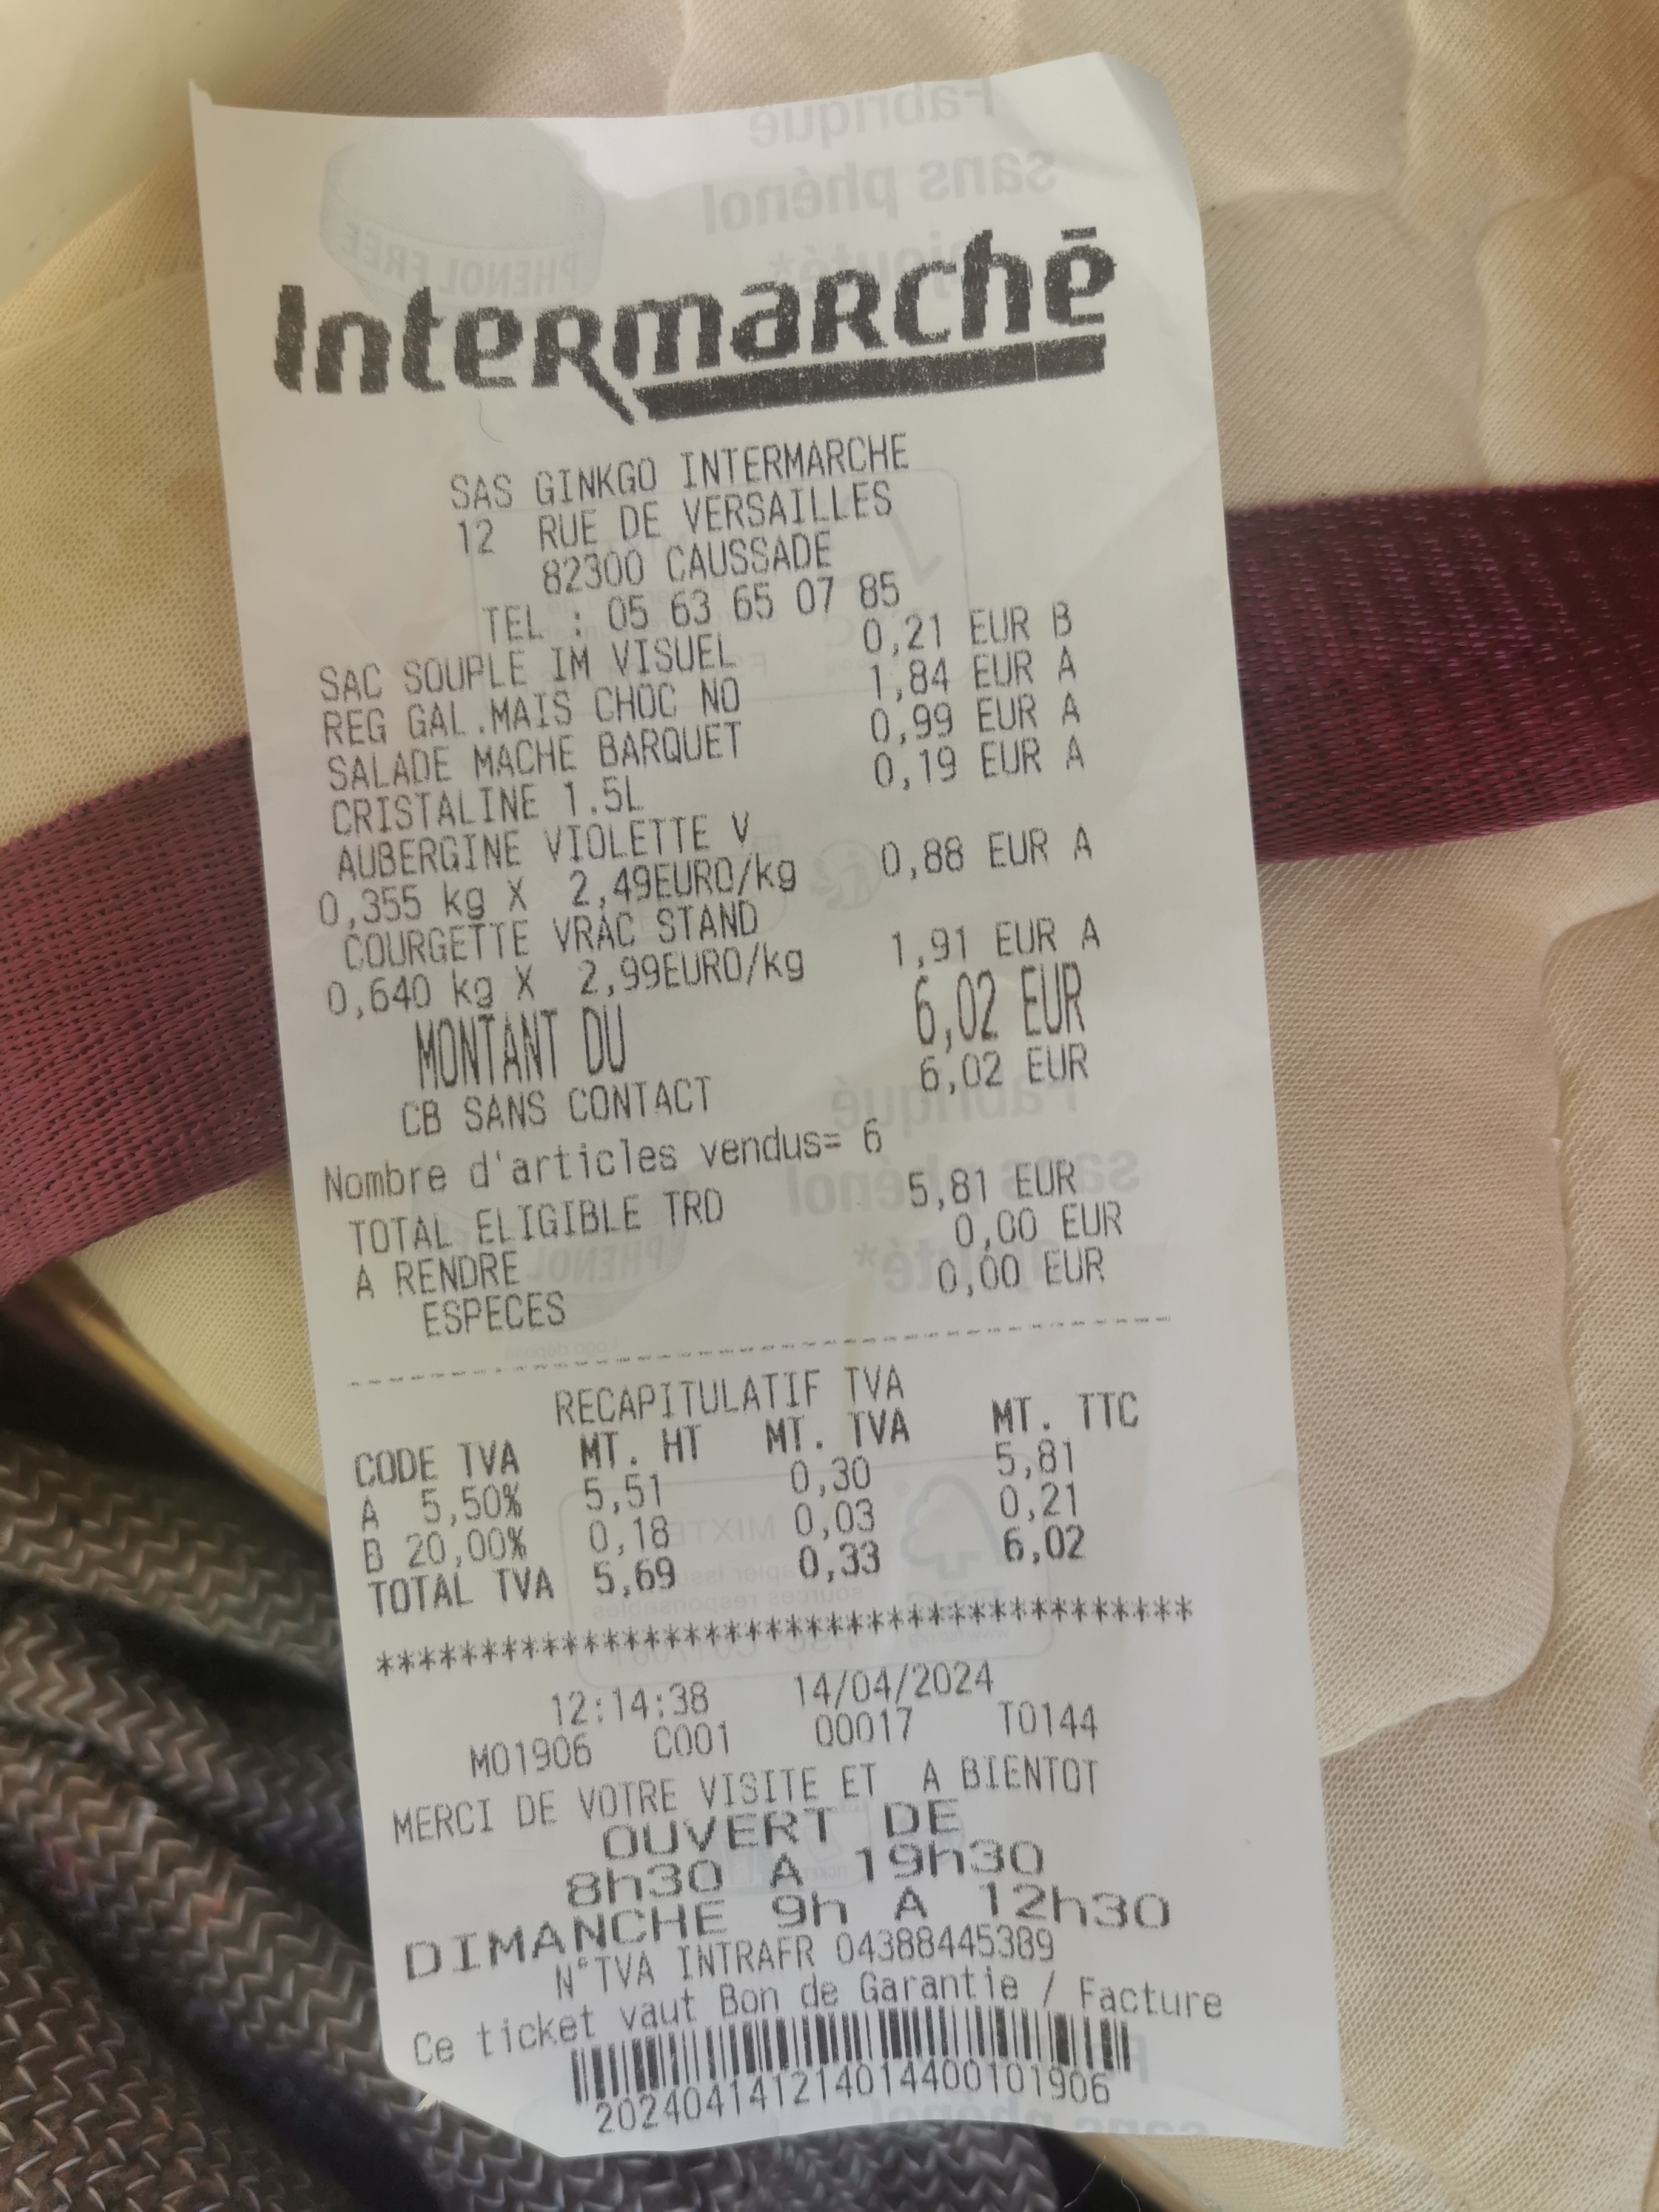 Intermarché
SAS GINKGO INTERMARCHE
12 RUE DE VERSAILLES
82300 CAUSSADE
TEL : 05 63 65 07 85
SAC SOUPLE IM VISUEL 0,21 EUR B
REG GAL.MAIS CHOC NO 1,84 EUR A
SALADE MACHE BARQUET 0,99 EUR A
CRISTALINE 1.5L 0,19 EUR A
AUBERGINE VIOLETTE V
0,355 kg X 2,49EURO/kg 0,88 EUR A
COURGETTE VRAC STAND
0,640 kg X 2,99EURO/kg 1,91 EUR A
MONTANT DU 6,02 EUR
CB SANS CONTACT 6,02 EUR
Nombre d'articles vendus= 6
TOTAL ELIGIBLE TRD 5,81 EUR
A RENDRE 0,00 EUR
ESPECES 0,00 EUR
RECAPITULATIF TVA
CODE TVA MT. HT MT. TVA MT. TTC
A 5,50% 5,51 0,30 5,81
B 20,00% 0,18 0,03 0,21
TOTAL TVA 5,69 0,33 6,02
****************************************
12:14:38 14/04/2024
M01906 C001 00017 T0144
MERCI DE VOTRE VISITE ET A BIENTOT
OUVERT DE
8h30 A 19h30
DIMANCHE 9h A 12h30
N°TVA INTRAFR 04388445389
Ce ticket vaut Bon de Garantie / Facture
20240414121401440010​1906